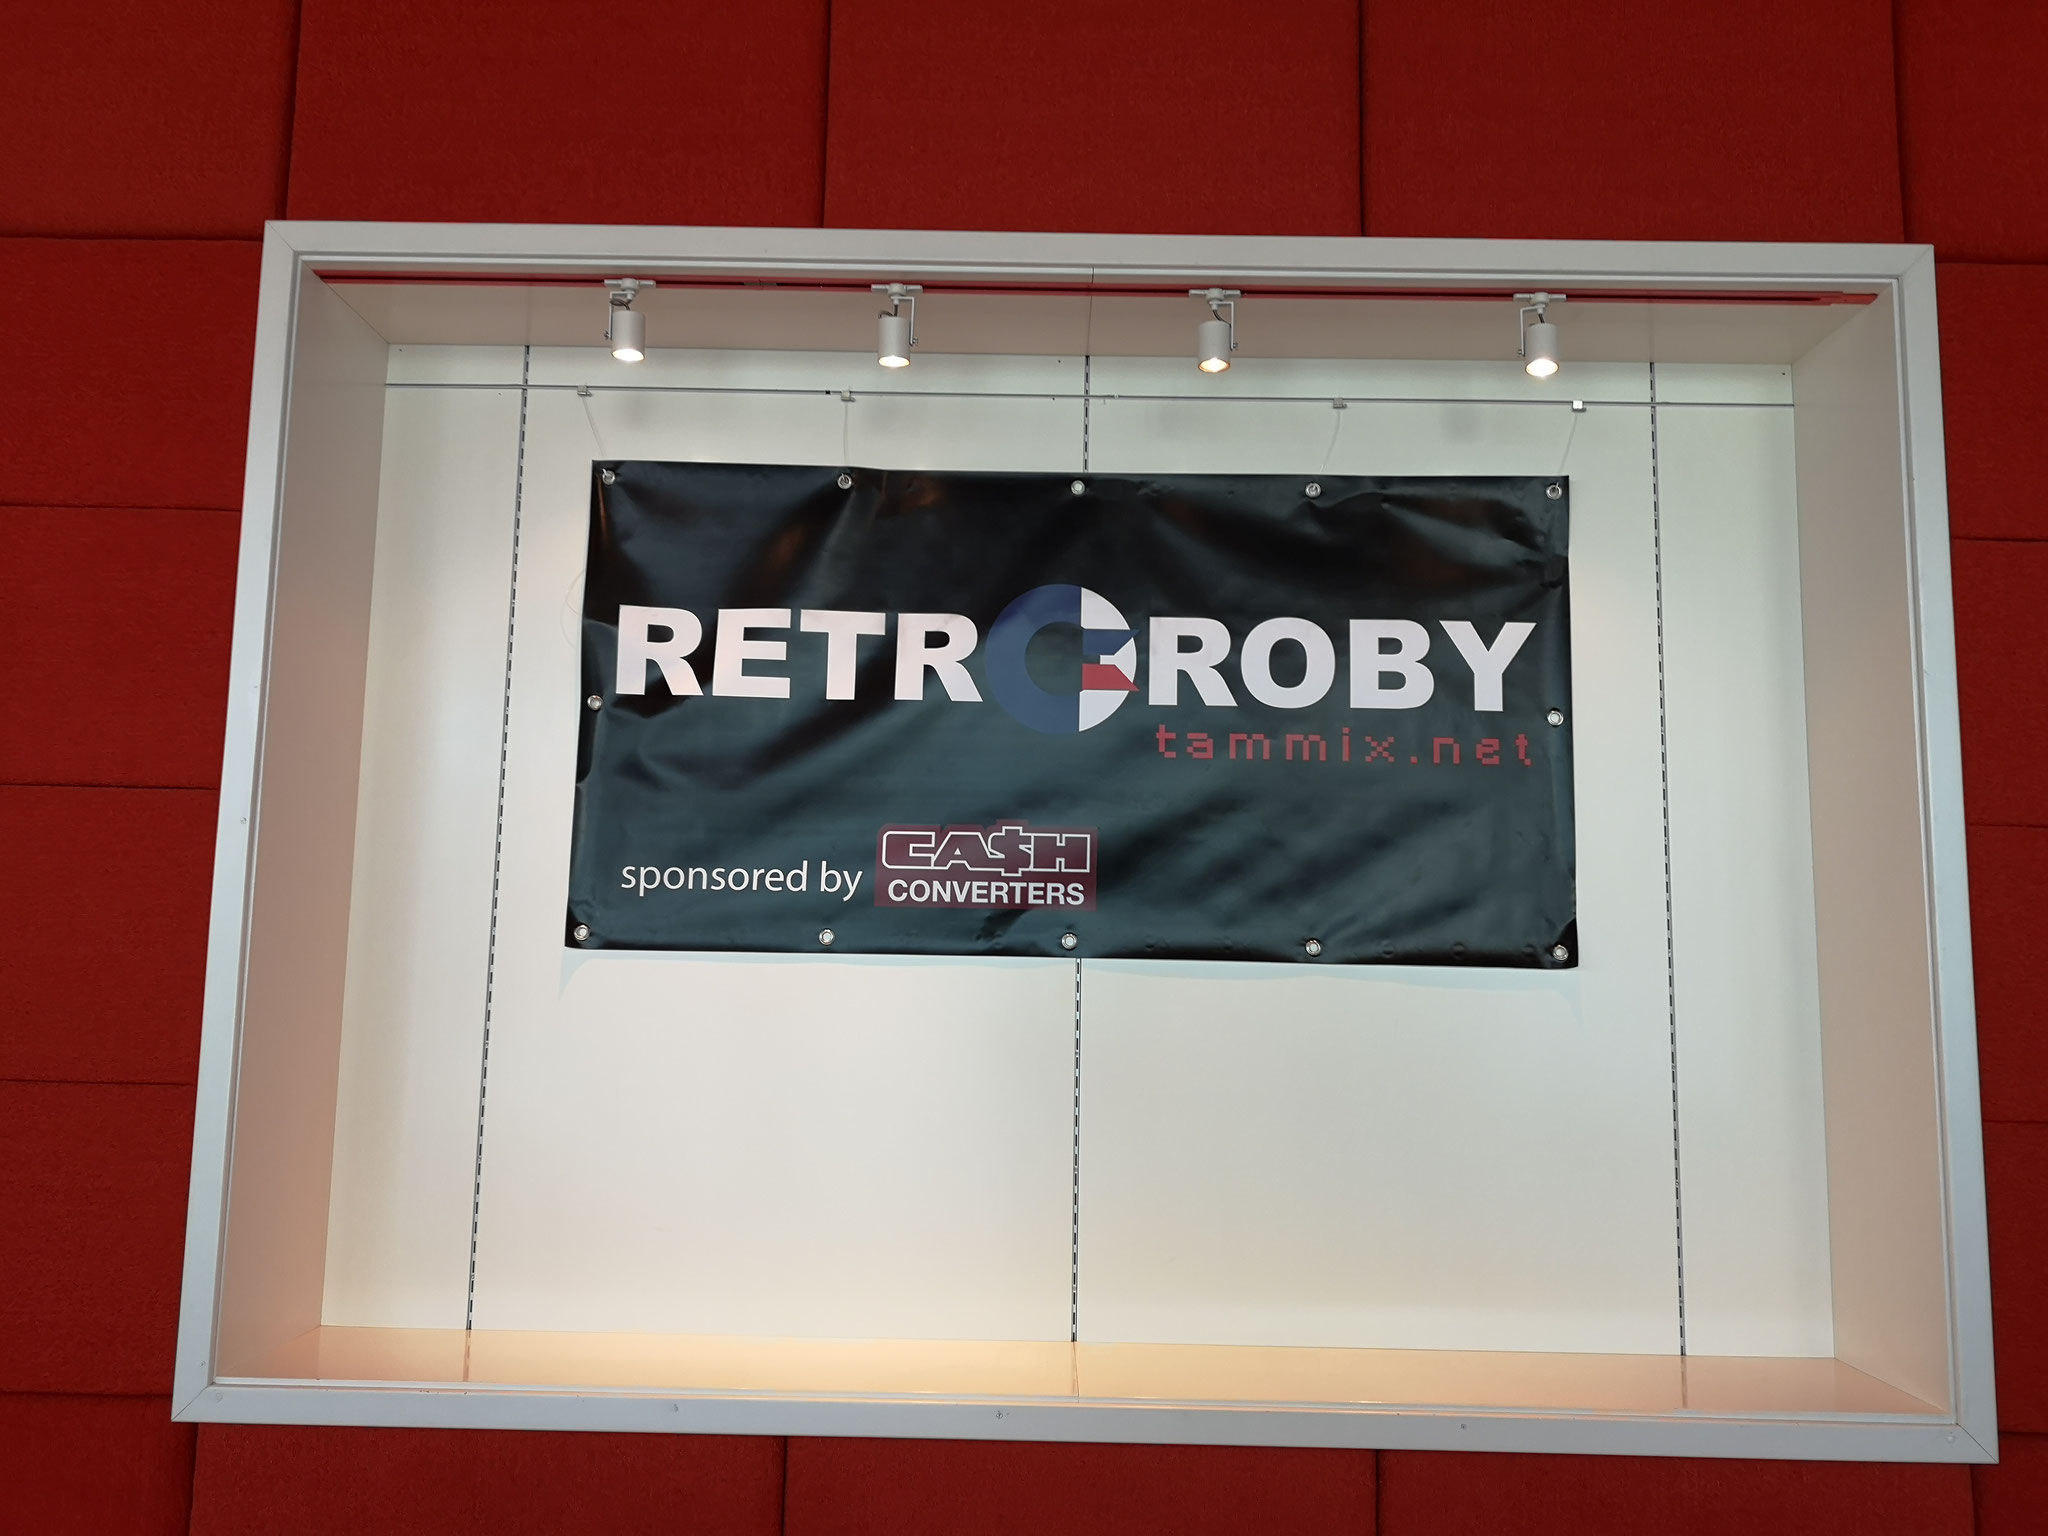 RETROROBY
tammix.net
sponsored by CA$H
CONVERTERS